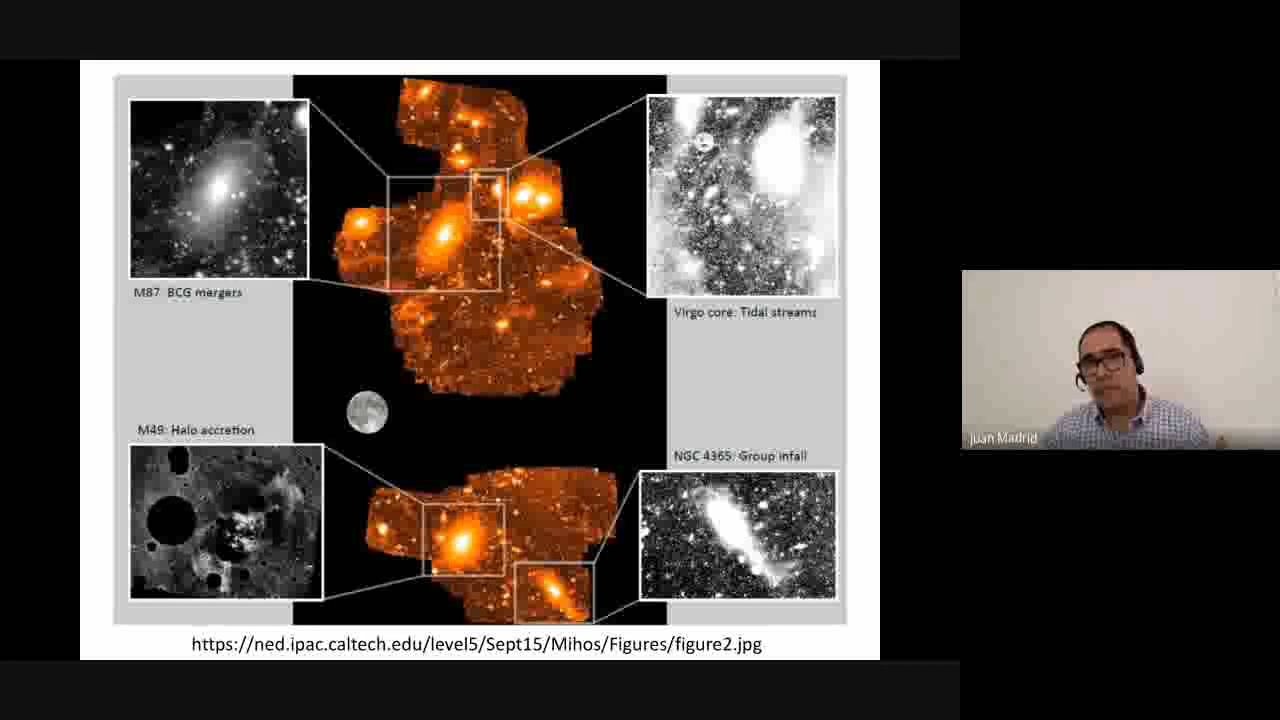 M87: BCG mergers
Virgo core: Tidal streams
M49: Halo accretion
NGC 4365: Group infall
https://ned.ipac.caltech.edu/level5/Sept15/Mihos/Figures/figure2.jpg
Juan Madrid